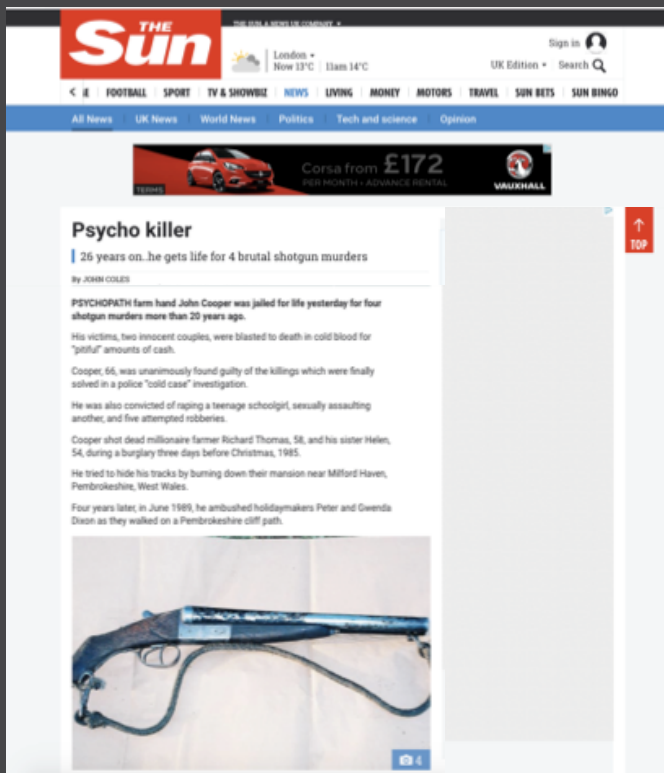 THE SUN, A NEWS UK COMPANY
THE
Sun
London
Now 13°C 11am 14°C
Sign in
UK Edition Search
FOOTBALL SPORT TV & SHOWBIZ NEWS LIVING MONEY MOTORS TRAVEL SUN BETS SUN BINGO
All News UK News World News Politics Tech and science Opinion
Corsa from £172
PER MONTH • ADVANCE RENTAL
TERMS
VAUXHALL
TOP
Psycho killer
26 years on..he gets life for 4 brutal shotgun murders
By JOHN COLES
PSYCHOPATH farm hand John Cooper was jailed for life yesterday for four
shotgun murders more than 20 years ago.
His victims, two innocent couples, were blasted to death in cold blood for
"pitiful" amounts of cash.
Cooper, 66, was unanimously found guilty of the killings which were finally
solved in a police "cold case" investigation.
He was also convicted of raping a teenage schoolgirl, sexually assaulting
another, and five attempted robberies.
Cooper shot dead millionaire farmer Richard Thomas, 58, and his sister Helen,
54, during a burglary three days before Christmas, 1985.
He tried to hide his tracks by burning down their mansion near Milford Haven,
Pembrokeshire, West Wales.
Four years later, in June 1989, he ambushed holidaymakers Peter and Gwenda
Dixon as they walked on a Pembrokeshire cliff path.
4